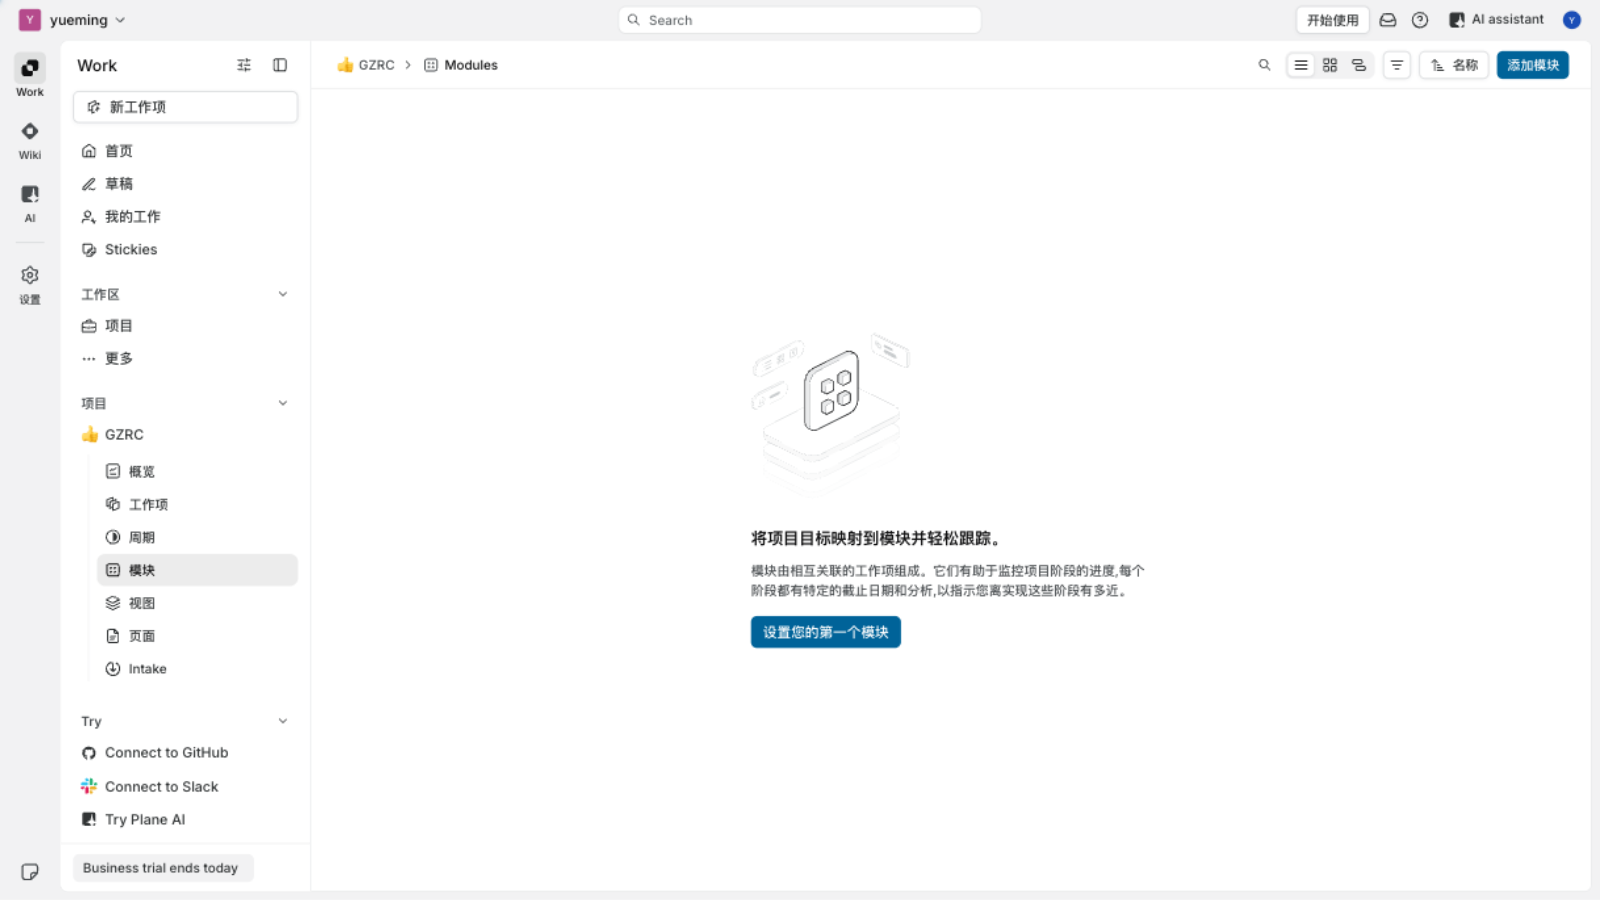 Y yueming
Search
开始使用
AI assistant
Y
Work
Wiki
AI
设置
Work
新工作项
首页
草稿
我的工作
Stickies
工作区
项目
更多
项目
GZRC
概览
工作项
周期
模块
视图
页面
Intake
Try
Connect to GitHub
Connect to Slack
Try Plane AI
Business trial ends today
GZRC > Modules
名称
添加模块
将项目目标映射到模块并轻松跟踪。
模块由相互关联的工作项组成。它们有助于监控项目阶段的进度,每个
阶段都有特定的截止日期和分析,以指示您离实现这些阶段有多近。
设置您的第一个模块